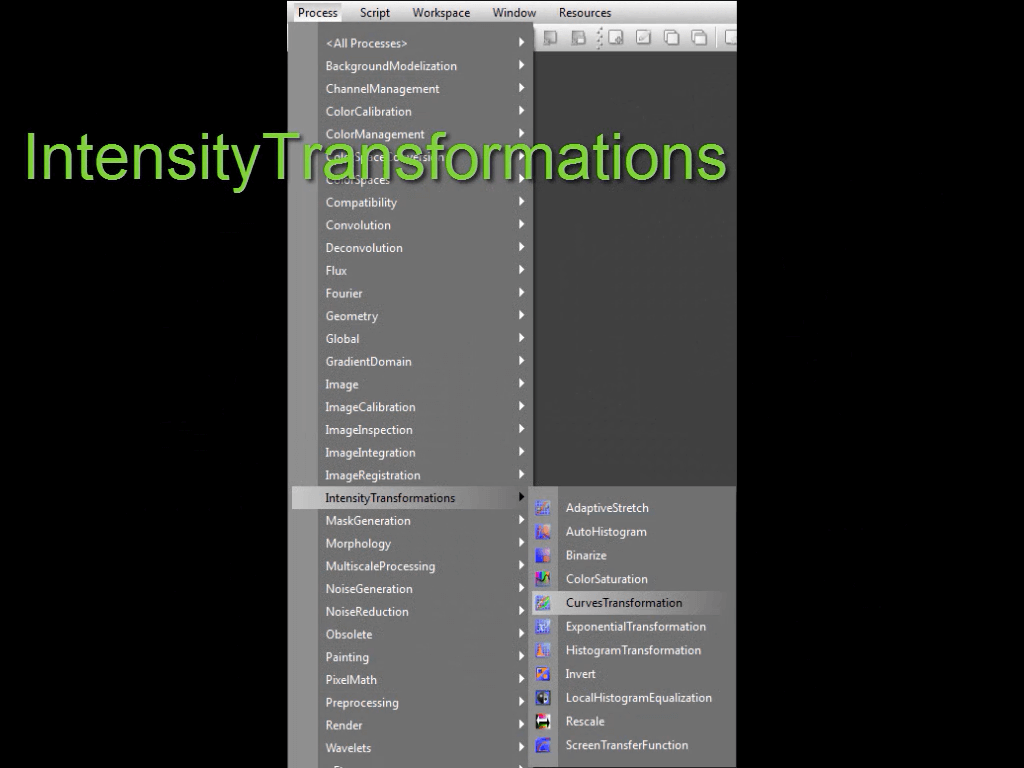 Process Script Workspace Window Resources
<All Processes>
BackgroundModelization
ChannelManagement
ColorCalibration
ColorManagement
IntensityTransformations
ColorSpaceConversion
ColorSpaces
Compatibility
Convolution
Deconvolution
Flux
Fourier
Geometry
Global
GradientDomain
Image
ImageCalibration
ImageInspection
ImageIntegration
ImageRegistration
IntensityTransformations
MaskGeneration
Morphology
MultiscaleProcessing
NoiseGeneration
NoiseReduction
Obsolete
Painting
PixelMath
Preprocessing
Render
Wavelets
AdaptiveStretch
AutoHistogram
Binarize
ColorSaturation
CurvesTransformation
ExponentialTransformation
HistogramTransformation
Invert
LocalHistogramEqualization
Rescale
ScreenTransferFunction